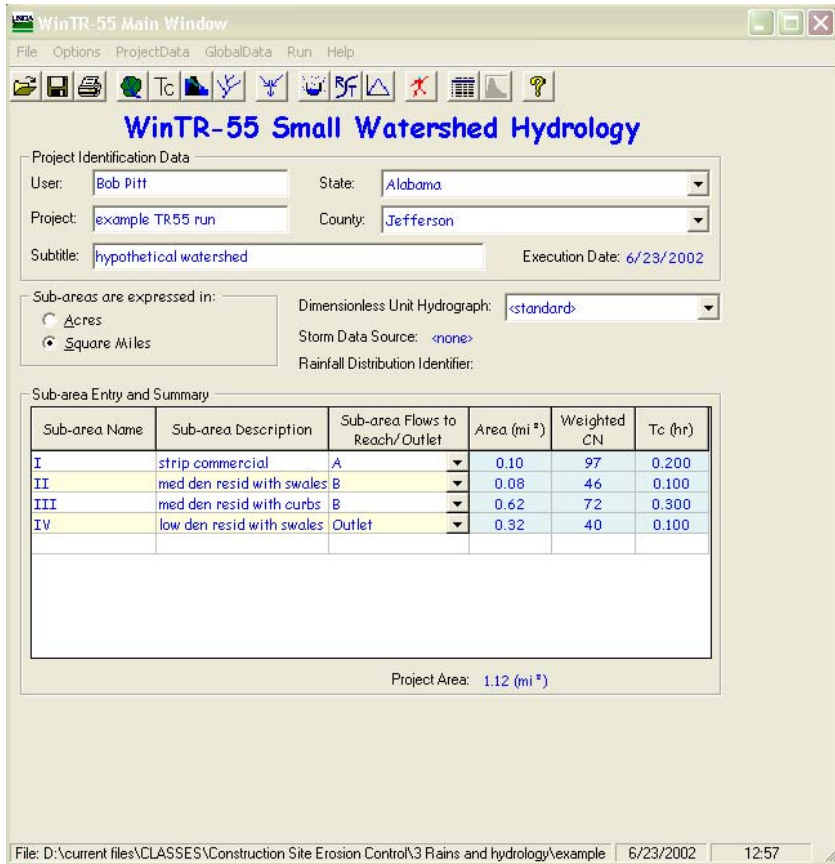 USDA WinTR-55 Main Window
File Options ProjectData GlobalData Run Help
Tc
WinTR-55 Small Watershed Hydrology
Project Identification Data
User: Bob Pitt State: Alabama
Project: example TR55 run County: Jefferson
Subtitle: hypothetical watershed Execution Date: 6/23/2002
Sub-areas are expressed in:
Acres
Square Miles
Dimensionless Unit Hydrograph: <standard>
Storm Data Source: <none>
Rainfall Distribution Identifier:
Sub-area Entry and Summary
Sub-area Name Sub-area Description Sub-area Flows to Reach/Outlet Area (mi²) Weighted CN Tc (hr)
I strip commercial A 0.10 97 0.200
II med den resid with swales B 0.08 46 0.100
III med den resid with curbs B 0.62 72 0.300
IV low den resid with swales Outlet 0.32 40 0.100
Project Area: 1.12 (mi²)
File: D:\current files\CLASSES\Construction Site Erosion Control\3 Rains and hydrology\example 6/23/2002 12:57